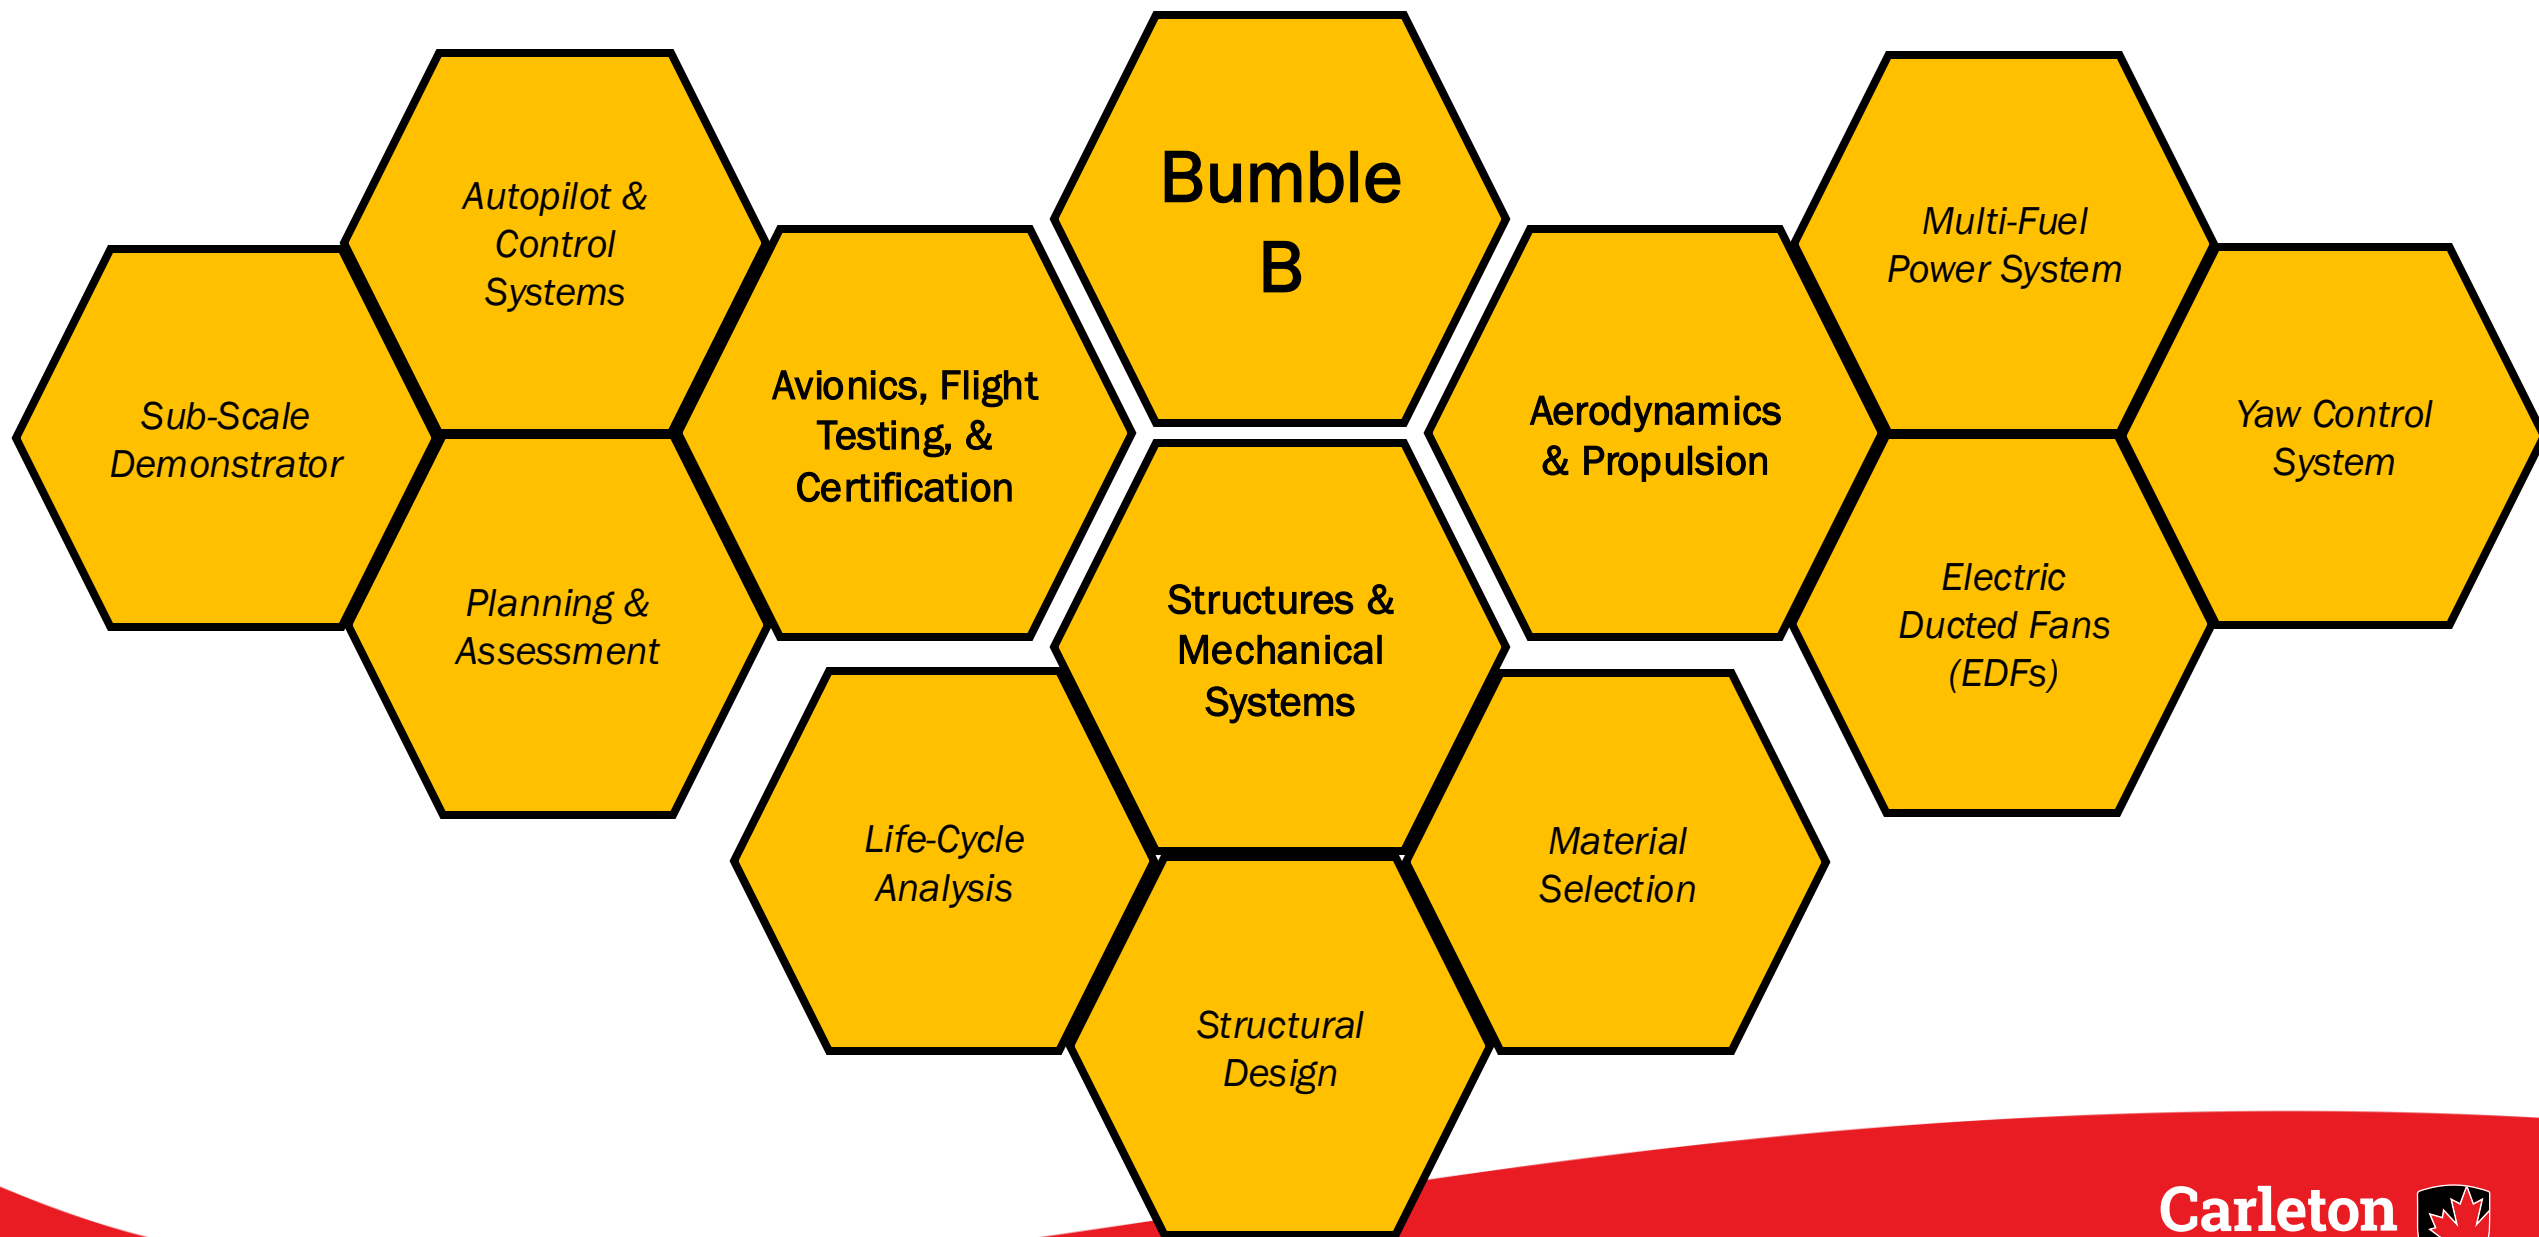 Bumble
B
Autopilot &
Control
Systems
Sub-Scale
Demonstrator
Planning &
Assessment
Avionics, Flight
Testing, &
Certification
Structures &
Mechanical
Systems
Life-Cycle
Analysis
Structural
Design
Material
Selection
Aerodynamics
& Propulsion
Multi-Fuel
Power System
Electric
Ducted Fans
(EDFs)
Yaw Control
System
Carleton